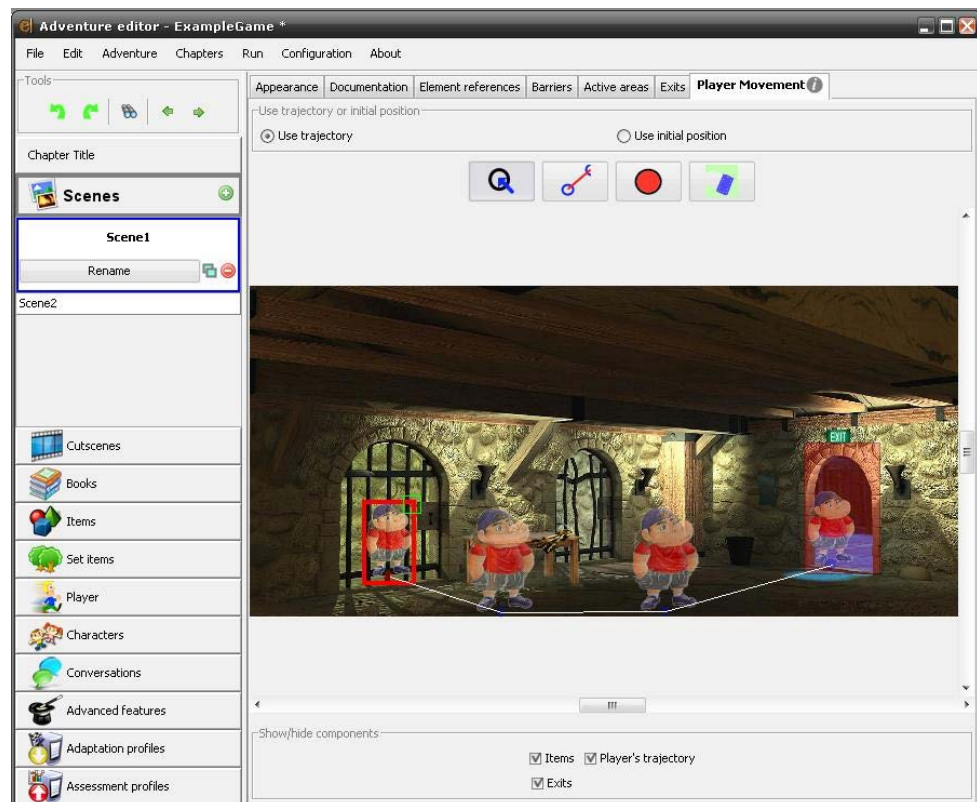 Adventure editor - ExampleGame *
File Edit Adventure Chapters Run Configuration About
Tools
Appearance Documentation Element references Barriers Active areas Exits Player Movement
Use trajectory or initial position
Use trajectory Use initial position
Chapter Title
Scenes
Scene1
Rename
Scene2
EXIT
Cutscenes
Books
Items
Set items
Player
Characters
Conversations
Advanced features
Adaptation profiles
Assessment profiles
Show/hide components
Items Player's trajectory
Exits